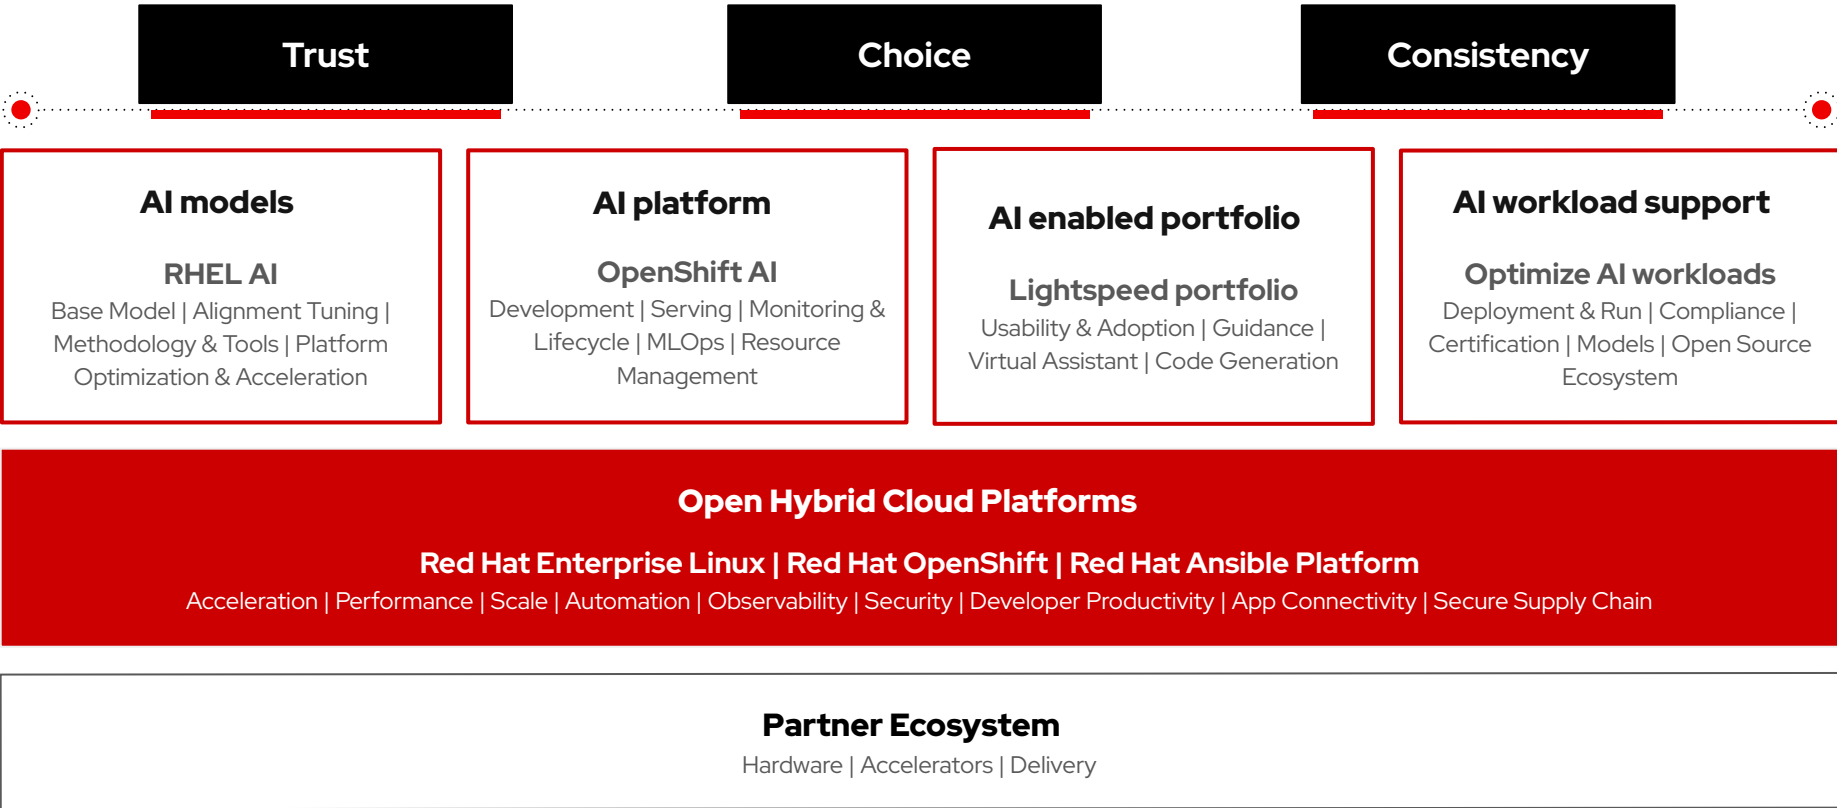 Trust
Choice
Consistency
AI models
RHEL AI
Base Model | Alignment Tuning |
Methodology & Tools | Platform
Optimization & Acceleration
AI platform
OpenShift AI
Development | Serving | Monitoring &
Lifecycle | MLOps | Resource
Management
AI enabled portfolio
Lightspeed portfolio
Usability & Adoption | Guidance |
Virtual Assistant | Code Generation
AI workload support
Optimize AI workloads
Deployment & Run | Compliance |
Certification | Models | Open Source
Ecosystem
Open Hybrid Cloud Platforms
Red Hat Enterprise Linux | Red Hat OpenShift | Red Hat Ansible Platform
Acceleration | Performance | Scale | Automation | Observability | Security | Developer Productivity | App Connectivity | Secure Supply Chain
Partner Ecosystem
Hardware | Accelerators | Delivery